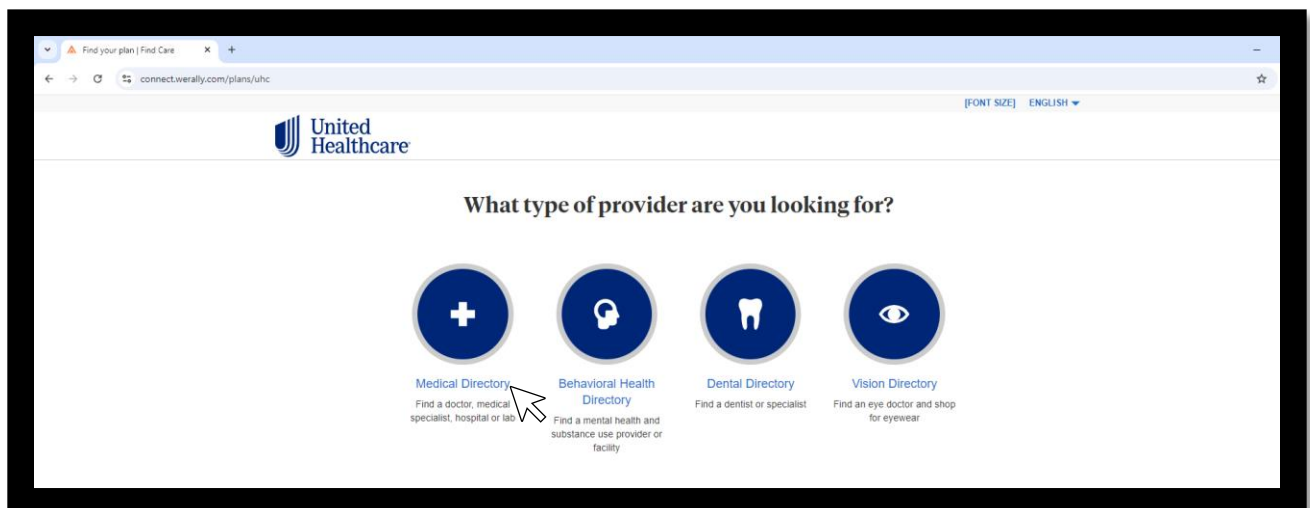 Find your plan | Find Care
connect.werally.com/plans/uhc
[FONT SIZE] ENGLISH
United
Healthcare
What type of provider are you looking for?
Medical Directory
Find a doctor, medical
specialist, hospital or lab
Behavioral Health
Directory
Find a mental health and
substance use provider or
facility
Dental Directory
Find a dentist or specialist
Vision Directory
Find an eye doctor and shop
for eyewear